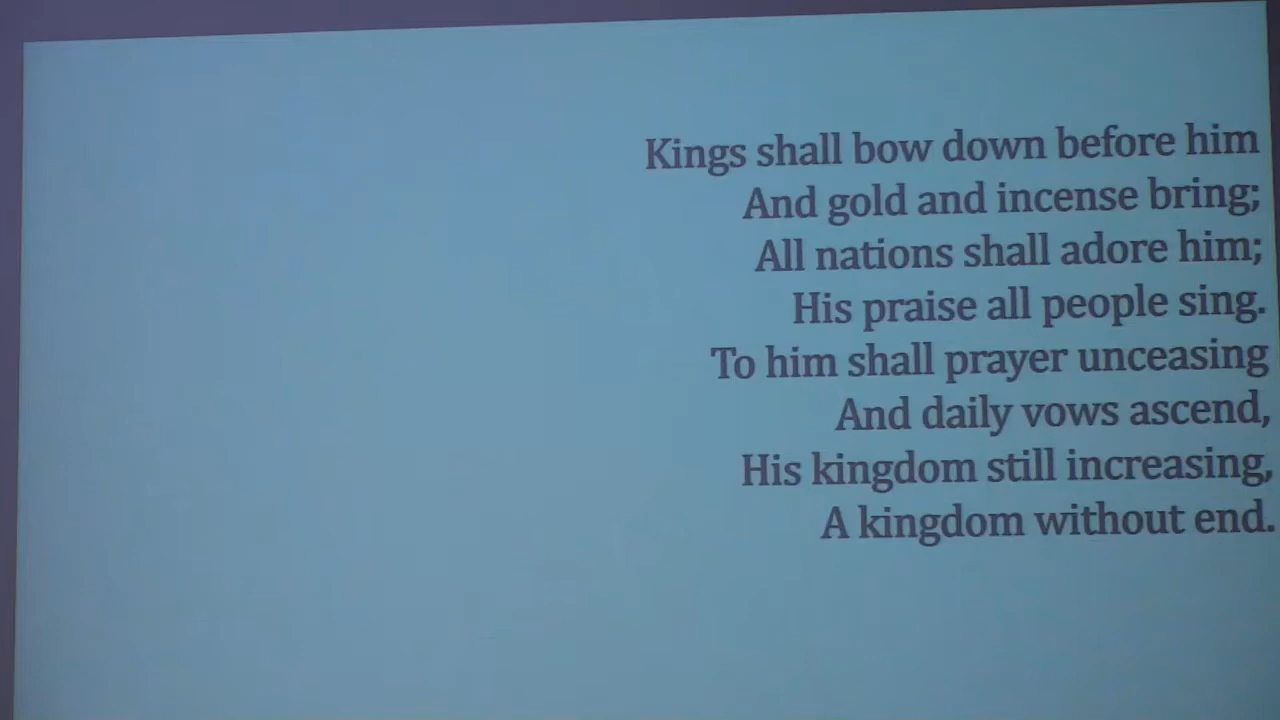 Kings shall bow down before him
And gold and incense bring;
All nations shall adore him;
His praise all people sing.
To him shall prayer unceasing
And daily vows ascend,
His kingdom still increasing,
A kingdom without end.